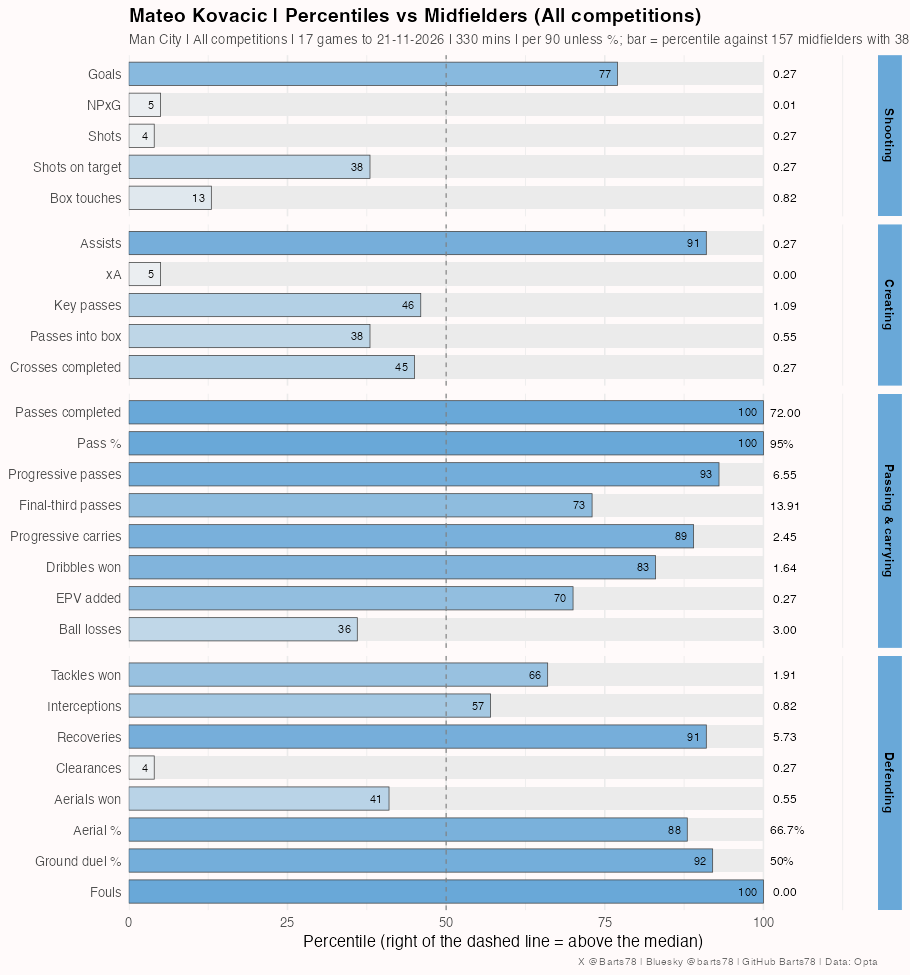 Mateo Kovacic | Percentiles vs Midfielders (All competitions)
Man City | All competitions | 17 games to 21-11-2026 | 330 mins | per 90 unless %; bar = percentile against 157 midfielders with 38
Goals 77 0.27
NPxG 5 0.01
Shots 4 0.27
Shots on target 38 0.27
Box touches 13 0.82
Shooting
Assists 91 0.27
xA 5 0.00
Key passes 46 1.09
Passes into box 38 0.55
Crosses completed 45 0.27
Creating
Passes completed 100 72.00
Pass % 100 95%
Progressive passes 93 6.55
Final-third passes 73 13.91
Progressive carries 89 2.45
Dribbles won 83 1.64
EPV added 70 0.27
Ball losses 36 3.00
Passing & carrying
Tackles won 66 1.91
Interceptions 57 0.82
Recoveries 91 5.73
Clearances 4 0.27
Aerials won 41 0.55
Aerial % 88 66.7%
Ground duel % 92 50%
Fouls 100 0.00
Defending
0 25 50 75 100
Percentile (right of the dashed line = above the median)
X @Barts78 | Bluesky @barts78 | GitHub Barts78 | Data: Opta